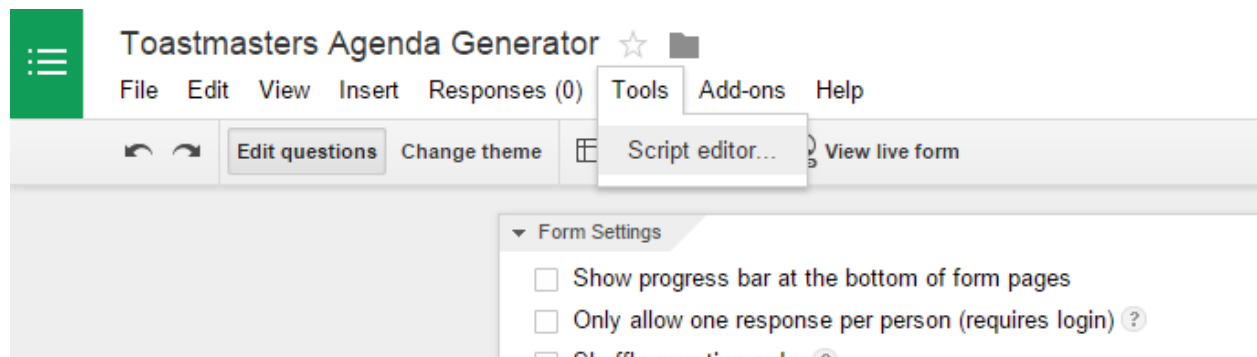 Toastmasters Agenda Generator
File Edit View Insert Responses (0) Tools Add-ons Help
Edit questions Change theme Script editor... View live form
Form Settings
Show progress bar at the bottom of form pages
Only allow one response per person (requires login) ?